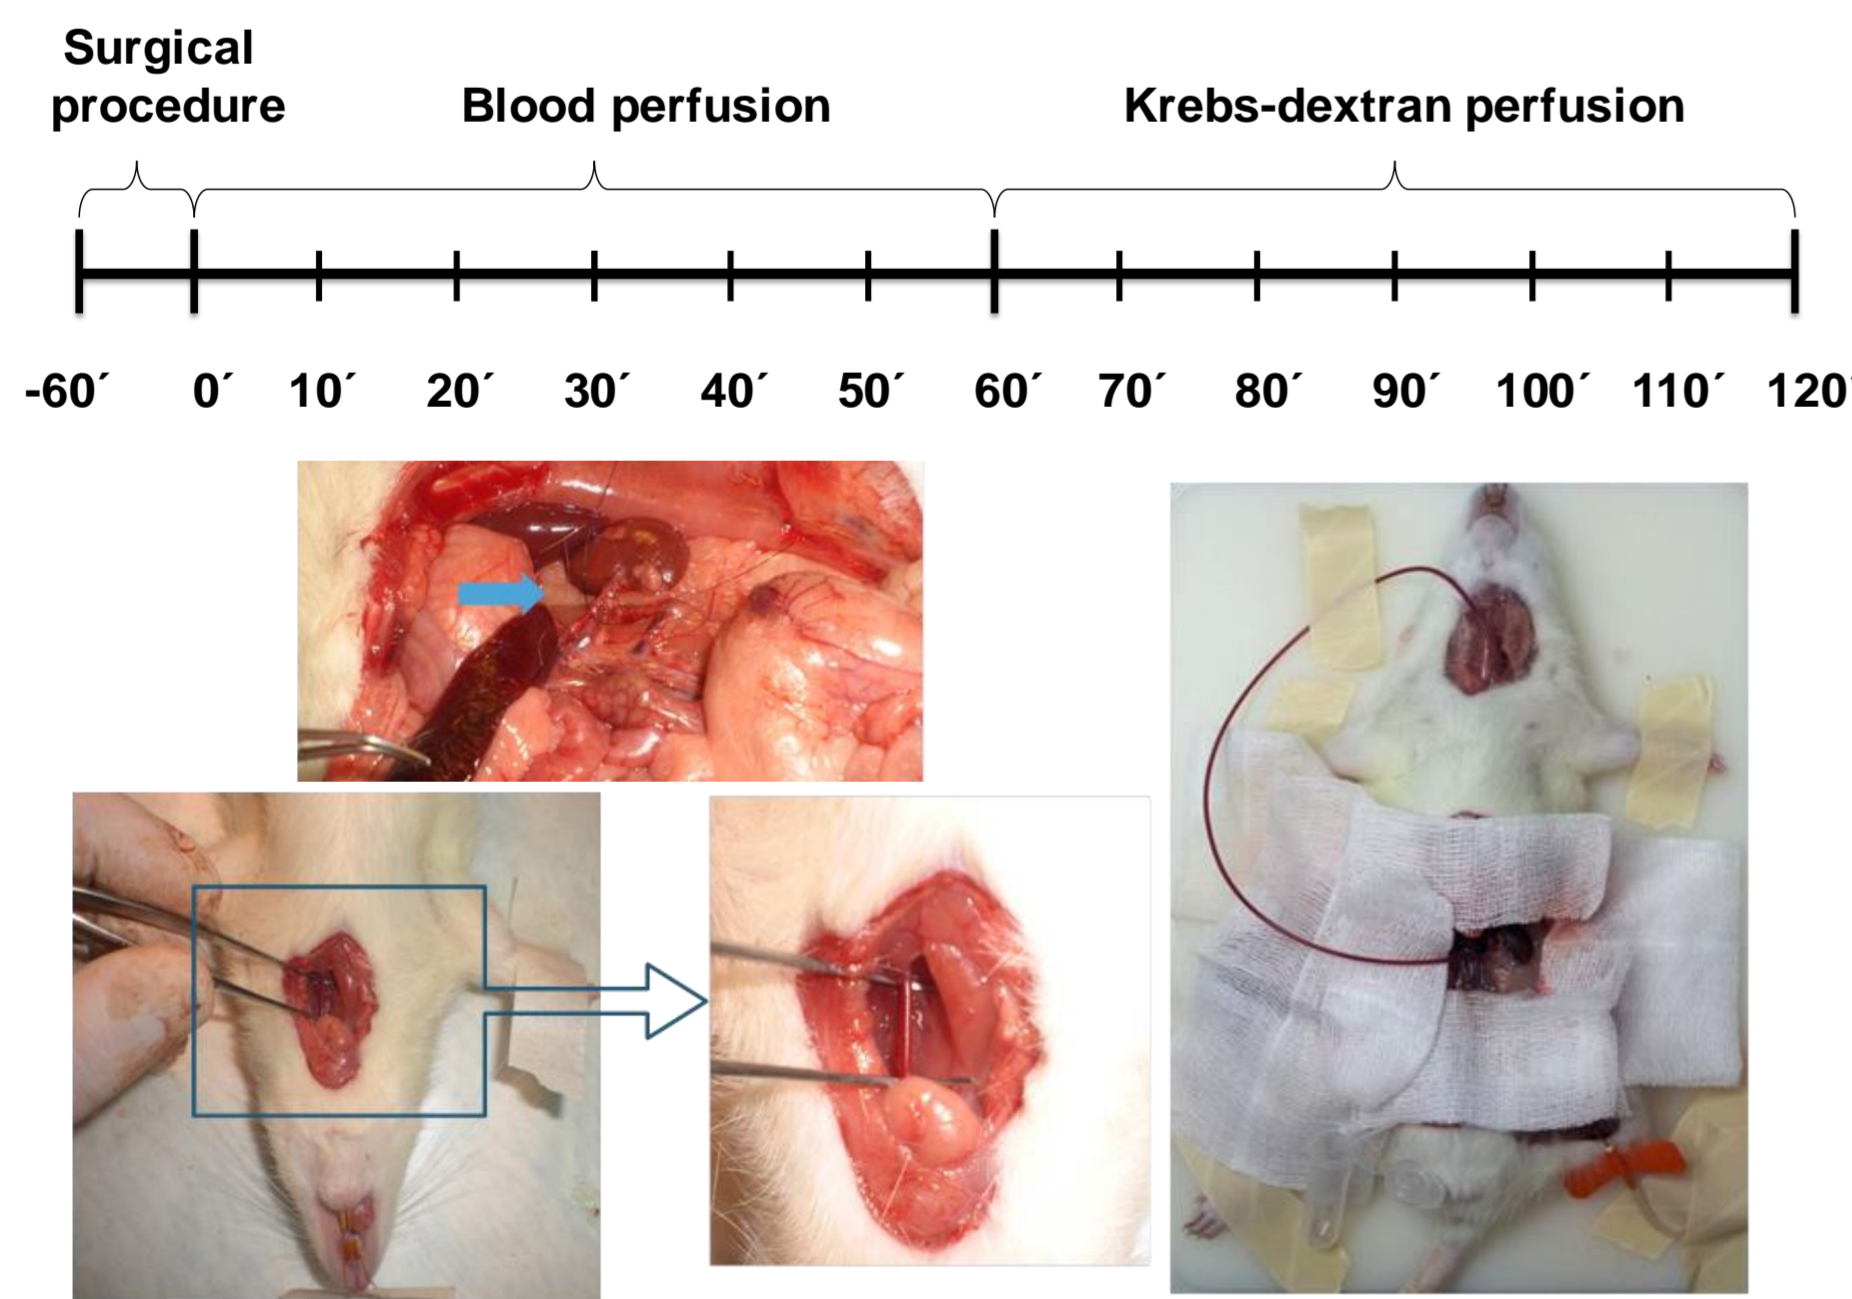 Surgical
procedure
Blood perfusion
Krebs-dextran perfusion
-60´ 0´ 10´ 20´ 30´ 40´ 50´ 60´ 70´ 80´ 90´ 100´ 110´ 120´